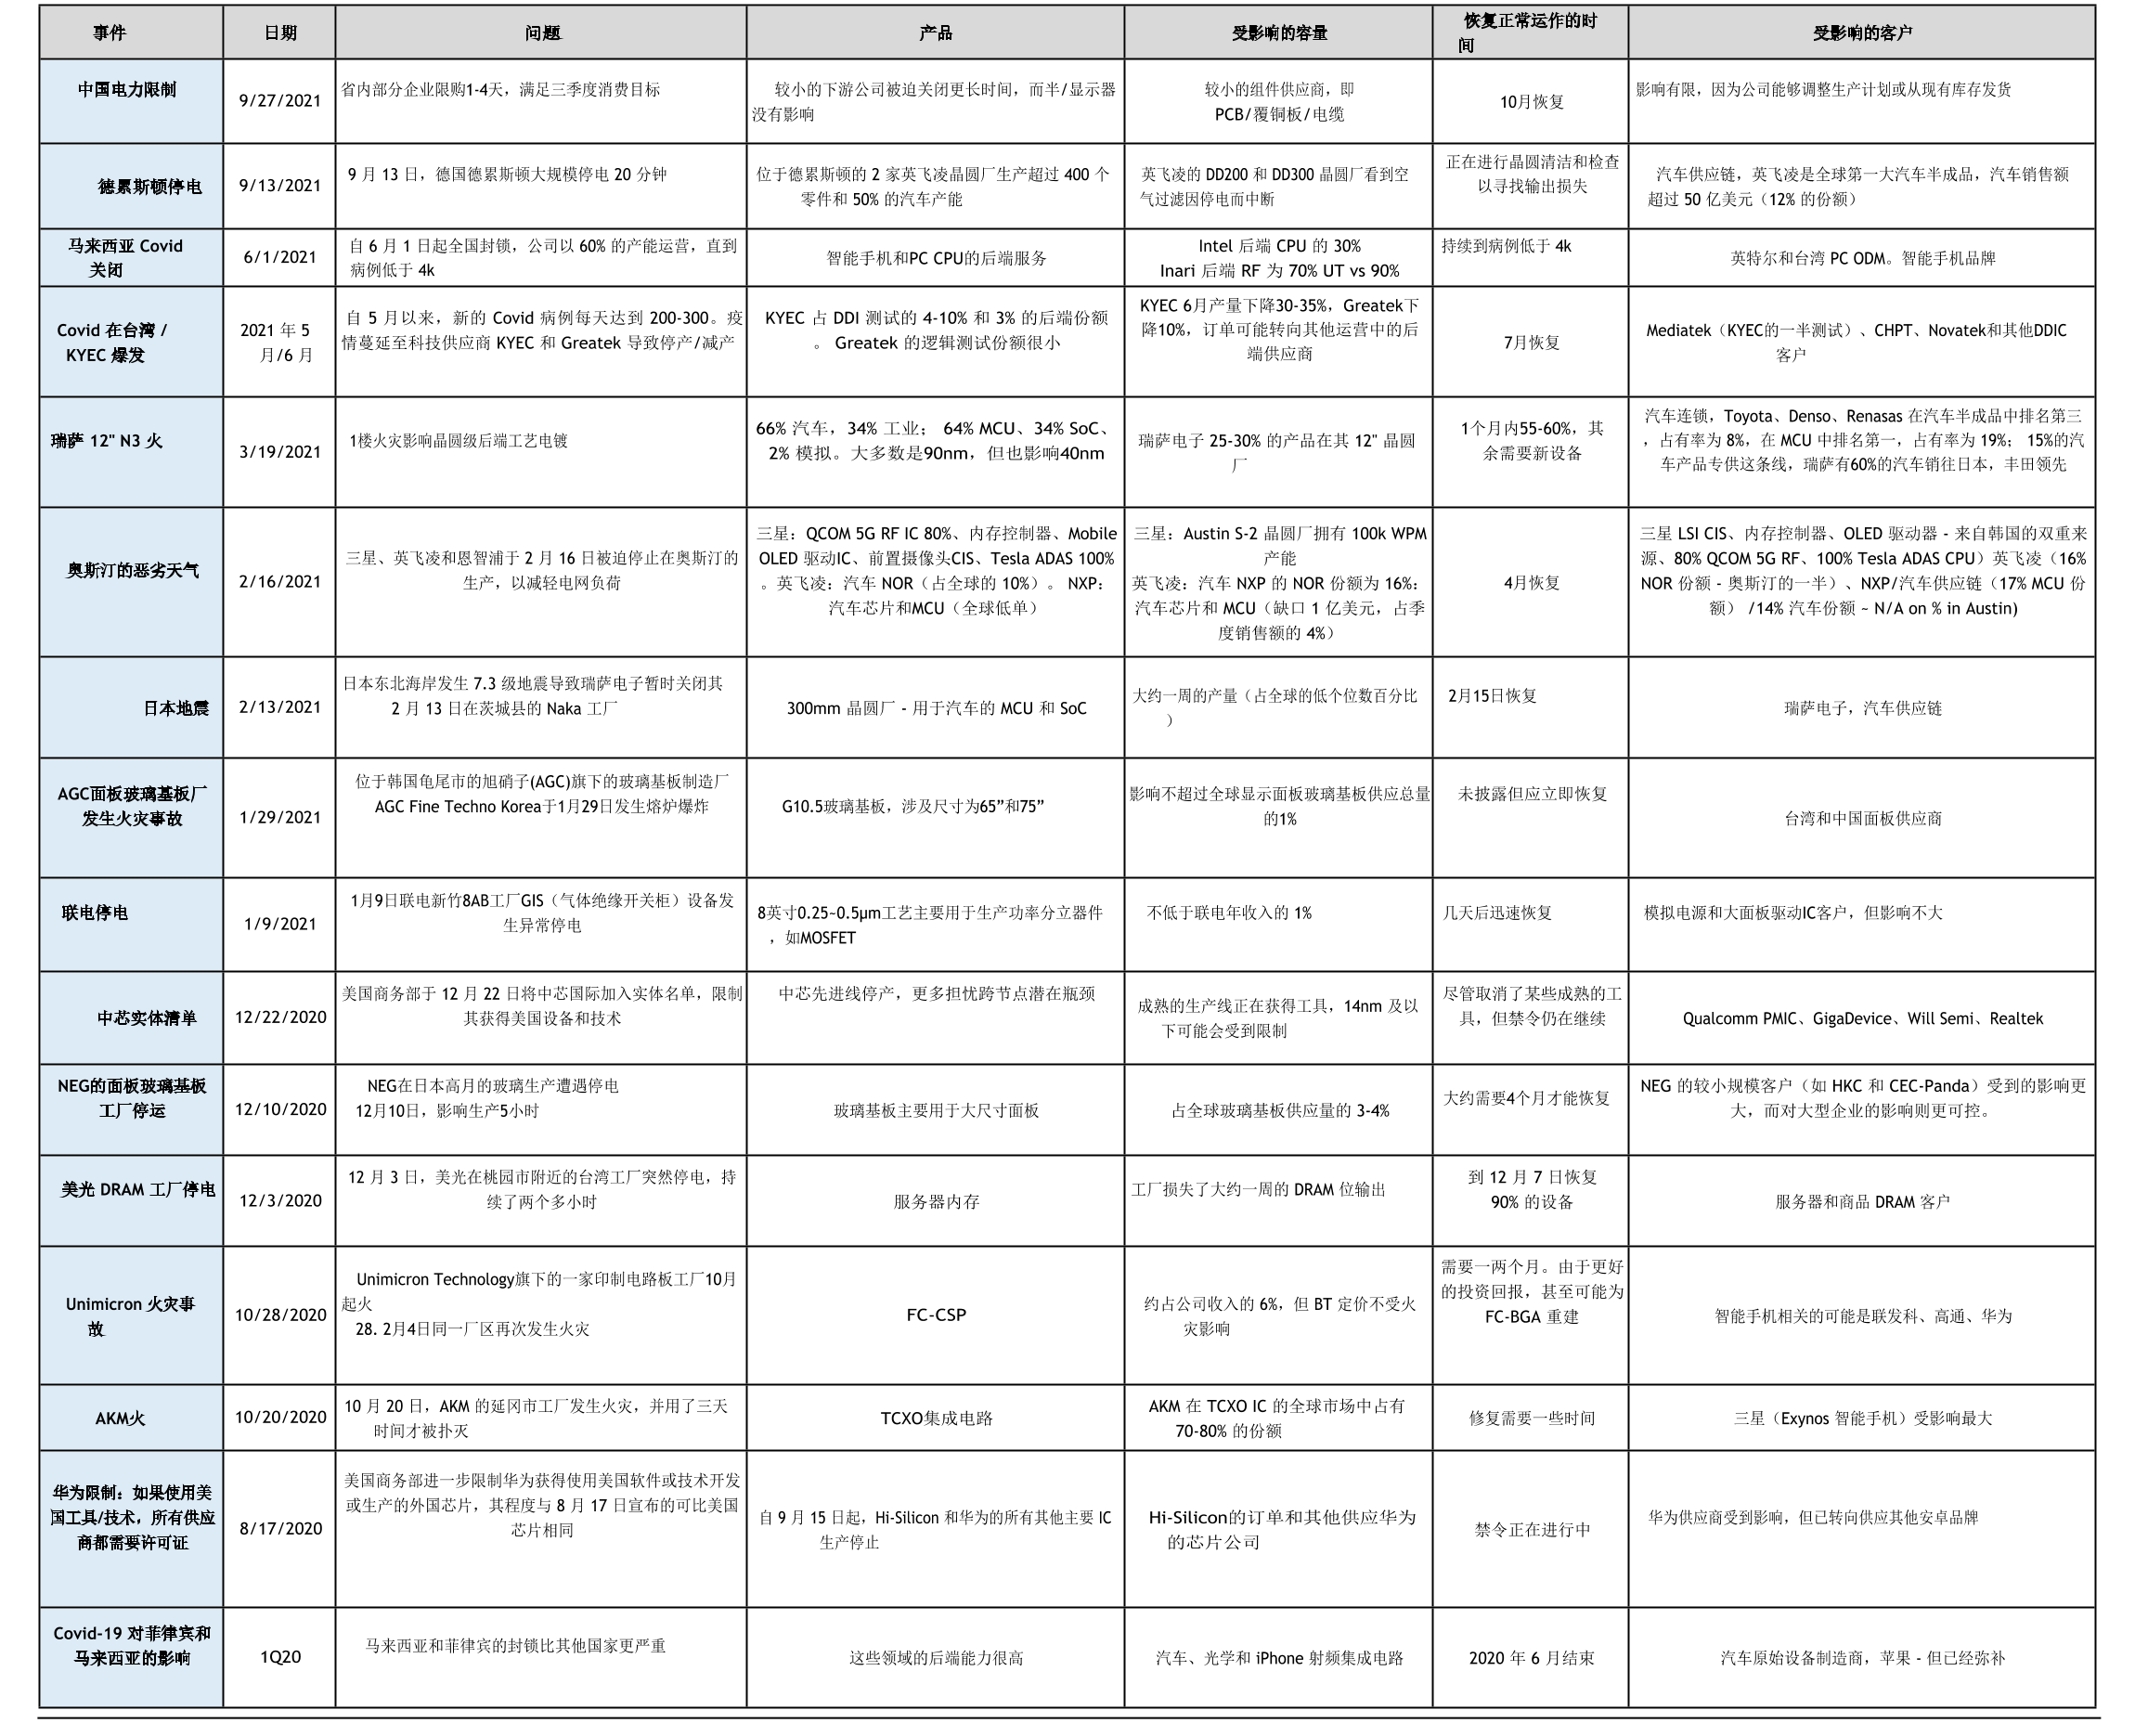 事件
日期
问题
产品
受影响的容量
恢复正常运作的时
间
受影响的客户
中国电力限制
9/27/2021
省内部分企业限购1-4天，满足三季度消费目标
较小的下游公司被迫关闭更长时间，而半/显示器
没有影响
较小的组件供应商，即
PCB/覆铜板/电缆
10月恢复
影响有限，因为公司能够调整生产计划或从现有库存发货
德累斯顿停电
9/13/2021
9 月 13 日，德国德累斯顿大规模停电 20 分钟
位于德累斯顿的 2 家英飞凌晶圆厂生产超过 400 个
零件和 50% 的汽车产能
英飞凌的 DD200 和 DD300 晶圆厂看到空
气过滤因停电而中断
正在进行晶圆清洁和检查
以寻找输出损失
汽车供应链，英飞凌是全球第一大汽车半成品，汽车销售额
超过 50 亿美元（12% 的份额）
马来西亚 Covid
关闭
6/1/2021
自 6 月 1 日起全国封锁，公司以 60% 的产能运营，直到
病例低于 4k
智能手机和PC CPU的后端服务
Intel 后端 CPU 的 30%
Inari 后端 RF 为 70% UT vs 90%
持续到病例低于 4k
英特尔和台湾 PC ODM。智能手机品牌
Covid 在台湾 /
KYEC 爆发
2021 年 5
月/6 月
自 5 月以来，新的 Covid 病例每天达到 200-300。疫
情蔓延至科技供应商 KYEC 和 Greatek 导致停产/减产
KYEC 占 DDI 测试的 4-10% 和 3% 的后端份额
。 Greatek 的逻辑测试份额很小
KYEC 6月产量下降30-35%，Greatek下
降10%，订单可能转向其他运营中的后
端供应商
7月恢复
Mediatek（KYEC的一半测试）、CHPT、Novatek和其他DDIC
客户
瑞萨 12" N3 火
3/19/2021
1楼火灾影响晶圆级后端工艺电镀
66% 汽车，34% 工业； 64% MCU、34% SoC、
2% 模拟。大多数是90nm，但也影响40nm
瑞萨电子 25-30% 的产品在其 12" 晶圆
厂
1个月内55-60%，其
余需要新设备
汽车连锁，Toyota、Denso、Renasas 在汽车半成品中排名第三
，占有率为 8%，在 MCU 中排名第一，占有率为 19%； 15%的汽
车产品专供这条线，瑞萨有60%的汽车销往日本，丰田领先
奥斯汀的恶劣天气
2/16/2021
三星、英飞凌和恩智浦于 2 月 16 日被迫停止在奥斯汀的
生产，以减轻电网负荷
三星：QCOM 5G RF IC 80%、内存控制器、Mobile
OLED 驱动IC、前置摄像头CIS、Tesla ADAS 100%
。英飞凌：汽车 NOR（占全球的 10%）。 NXP：
汽车芯片和MCU（全球低单）
三星：Austin S-2 晶圆厂拥有 100k WPM
产能
英飞凌：汽车 NXP 的 NOR 份额为 16%：
汽车芯片和 MCU（缺口 1 亿美元，占季
度销售额的 4%）
4月恢复
三星 LSI CIS、内存控制器、OLED 驱动器 - 来自韩国的双重来
源、80% QCOM 5G RF、100% Tesla ADAS CPU）英飞凌（16%
NOR 份额 - 奥斯汀的一半）、NXP/汽车供应链（17% MCU 份
额） /14% 汽车份额 ~ N/A on % in Austin)
日本地震
2/13/2021
日本东北海岸发生 7.3 级地震导致瑞萨电子暂时关闭其
2 月 13 日在茨城县的 Naka 工厂
300mm 晶圆厂 - 用于汽车的 MCU 和 SoC
大约一周的产量（占全球的低个位数百分比
）
2月15日恢复
瑞萨电子，汽车供应链
AGC面板玻璃基板厂
发生火灾事故
1/29/2021
位于韩国龟尾市的旭硝子(AGC)旗下的玻璃基板制造厂
AGC Fine Techno Korea于1月29日发生熔炉爆炸
G10.5玻璃基板，涉及尺寸为65”和75”
影响不超过全球显示面板玻璃基板供应总量
的1%
未披露但应立即恢复
台湾和中国面板供应商
联电停电
1/9/2021
1月9日联电新竹8AB工厂GIS（气体绝缘开关柜）设备发
生异常停电
8英寸0.25~0.5μm工艺主要用于生产功率分立器件
，如MOSFET
不低于联电年收入的 1%
几天后迅速恢复
模拟电源和大面板驱动IC客户，但影响不大
中芯实体清单
12/22/2020
美国商务部于 12 月 22 日将中芯国际加入实体名单，限制
其获得美国设备和技术
中芯先进线停产，更多担忧跨节点潜在瓶颈
成熟的生产线正在获得工具，14nm 及以
下可能会受到限制
尽管取消了某些成熟的工
具，但禁令仍在继续
Qualcomm PMIC、GigaDevice、Will Semi、Realtek
NEG的面板玻璃基板
工厂停运
12/10/2020
NEG在日本高月的玻璃生产遭遇停电
12月10日，影响生产5小时
玻璃基板主要用于大尺寸面板
占全球玻璃基板供应量的 3-4%
大约需要4个月才能恢复
NEG 的较小规模客户（如 HKC 和 CEC-Panda）受到的影响更
大，而对大型企业的影响则更可控。
美光 DRAM 工厂停电
12/3/2020
12 月 3 日，美光在桃园市附近的台湾工厂突然停电，持
续了两个多小时
服务器内存
工厂损失了大约一周的 DRAM 位输出
到 12 月 7 日恢复
90% 的设备
服务器和商品 DRAM 客户
Unimicron 火灾事
故
10/28/2020
Unimicron Technology旗下的一家印制电路板工厂10月
起火
28. 2月4日同一厂区再次发生火灾
FC-CSP
约占公司收入的 6%，但 BT 定价不受火
灾影响
需要一两个月。由于更好
的投资回报，甚至可能为
FC-BGA 重建
智能手机相关的可能是联发科、高通、华为
AKM火
10/20/2020
10 月 20 日，AKM 的延冈市工厂发生火灾，并用了三天
时间才被扑灭
TCXO集成电路
AKM 在 TCXO IC 的全球市场中占有
70-80% 的份额
修复需要一些时间
三星（Exynos 智能手机）受影响最大
华为限制：如果使用美
国工具/技术，所有供应
商都需要许可证
8/17/2020
美国商务部进一步限制华为获得使用美国软件或技术开发
或生产的外国芯片，其程度与 8 月 17 日宣布的可比美国
芯片相同
自 9 月 15 日起，Hi-Silicon 和华为的所有其他主要 IC
生产停止
Hi-Silicon的订单和其他供应华为
的芯片公司
禁令正在进行中
华为供应商受到影响，但已转向供应其他安卓品牌
Covid-19 对菲律宾和
马来西亚的影响
1Q20
马来西亚和菲律宾的封锁比其他国家更严重
这些领域的后端能力很高
汽车、光学和 iPhone 射频集成电路
2020 年 6 月结束
汽车原始设备制造商，苹果 - 但已经弥补